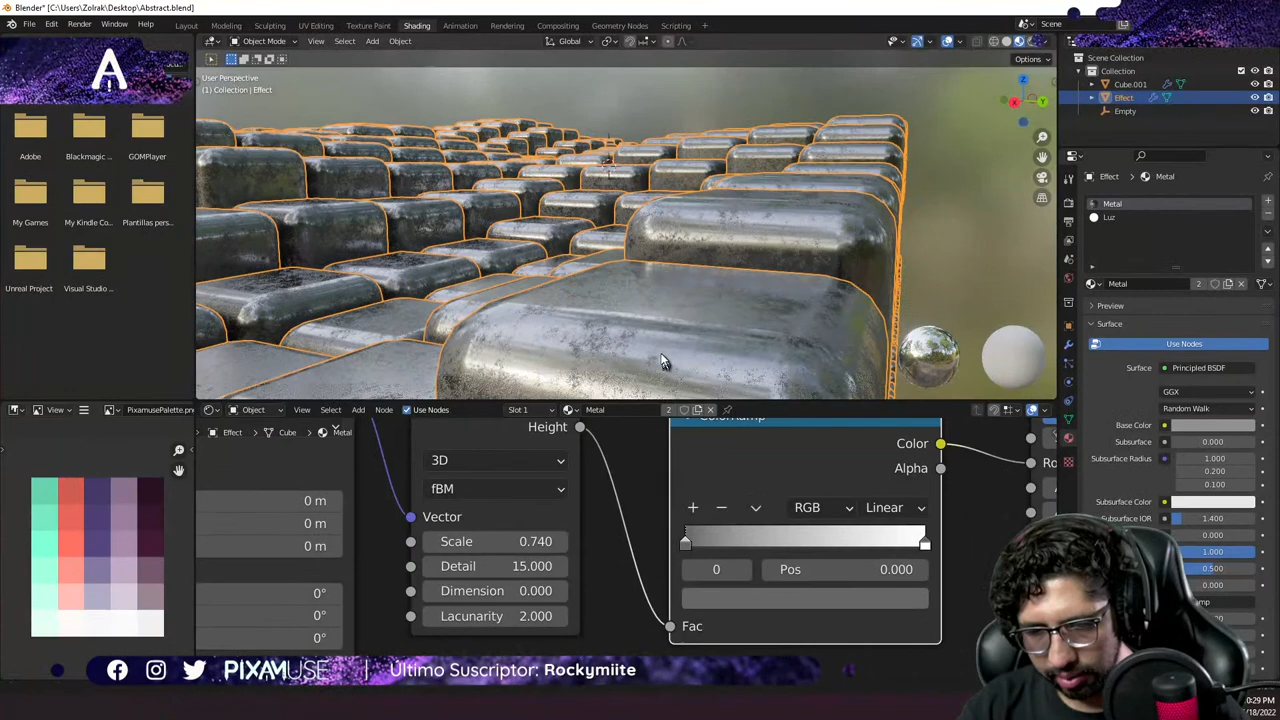 Blender* [C:\Users\Zolrak\Desktop\Abstract.blend]
File Edit Render Window Help Layout Modeling Sculpting UV Editing Texture Paint Shading Animation Rendering Compositing Geometry Nodes Scripting Scene
Object Mode View Select Add Object Global
Options
User Perspective
(1) Collection | Effect
X Y Z
Adobe Blackmagic ... GOMPlayer
My Games My Kindle Co... Plantillas pers...
Unreal Project Visual Studio ...
Scene Collection
Collection
Cube.001
Effect
Empty
Effect Metal
Metal
Luz
Metal 2
Preview
Surface
Use Nodes
Surface Principled BSDF
GGX
Random Walk
Base Color
Subsurface 0.000
Subsurface Radius 1.000
0.200
0.100
Subsurface Color
Subsurface IOR 1.400
0.000
1.000
0.500
0.000
View PixamusePalette.pn
Object View Select Add Node Use Nodes Slot 1 Metal 2
Effect Cube Metal
0 m
0 m
0 m
0°
0°
0°
Height
3D
fBM
Vector
Scale 0.740
Detail 15.000
Dimension 0.000
Lacunarity 2.000
Color
Alpha
RGB Linear
0 Pos 0.000
Fac
PIXAMUSE | Último Suscriptor: Rockymiite